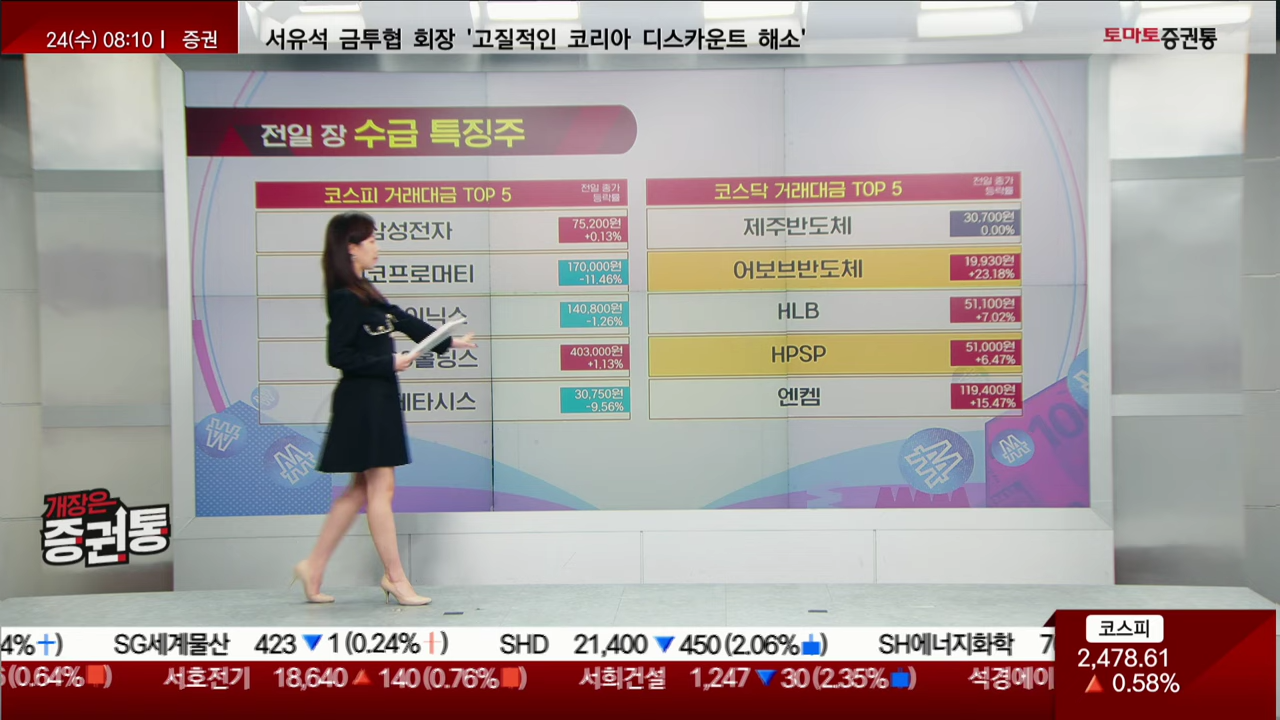 24(수) 08:10 | 증권
서유석 금투협 회장 '고질적인 코리아 디스카운트 해소'
토마토증권통
전일 장 수급 특징주
코스피 거래대금 TOP 5
전일 종가
등락률
삼성전자
75,200원
+0.13%
코프로머티
170,000원
-11.46%
이닉스
140,800원
-1.26%
홀딩스
403,000원
+1.13%
페타시스
30,750원
-9.56%
코스닥 거래대금 TOP 5
전일 종가
등락률
제주반도체
30,700원
0.00%
어보브반도체
19,930원
+23.18%
HLB
51,100원
+7.02%
HPSP
51,000원
+6.47%
엔켐
119,400원
+15.47%
개장은
증권통
4% ) SG세계물산 423 ▼ 1 (0.24% ) SHD 21,400 ▼ 450 (2.06% ) SH에너지화학
(0.64% ) 서호전기 18,640 ▲ 140 (0.76% ) 서희건설 1,247 ▼ 30 (2.35% ) 석경에이
코스피
2,478.61
▲ 0.58%